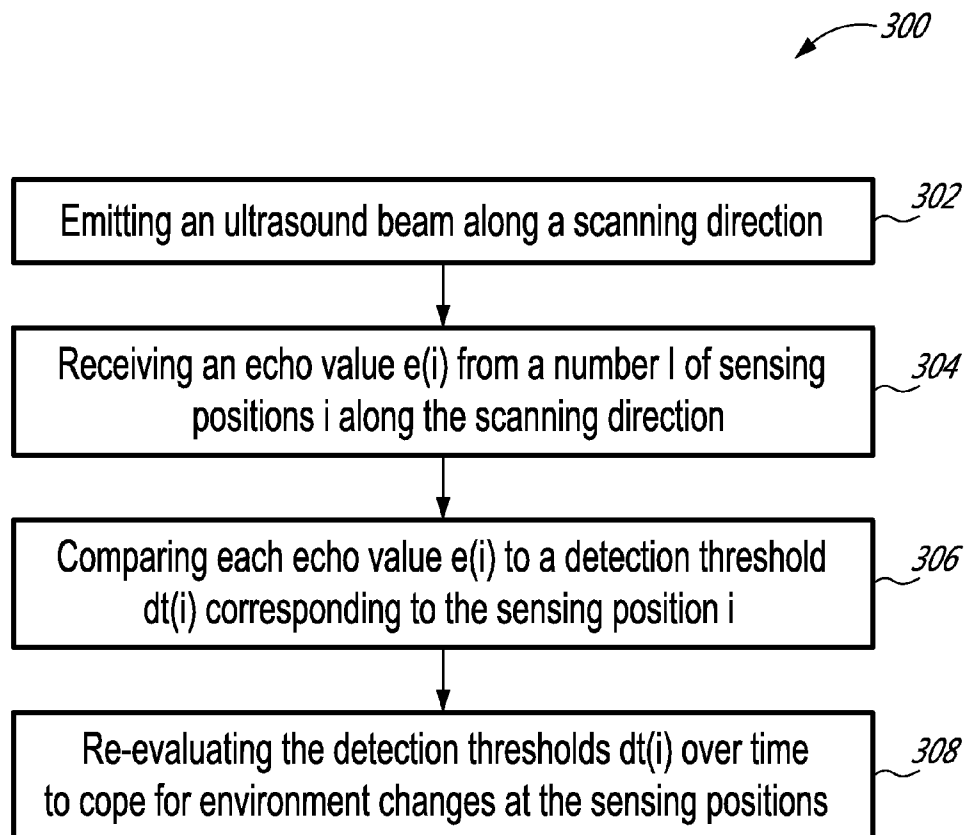 300
Emitting an ultrasound beam along a scanning direction
302
Receiving an echo value e(i) from a number I of sensing
positions i along the scanning direction
304
Comparing each echo value e(i) to a detection threshold
dt(i) corresponding to the sensing position i
306
Re-evaluating the detection thresholds dt(i) over time
to cope for environment changes at the sensing positions
308